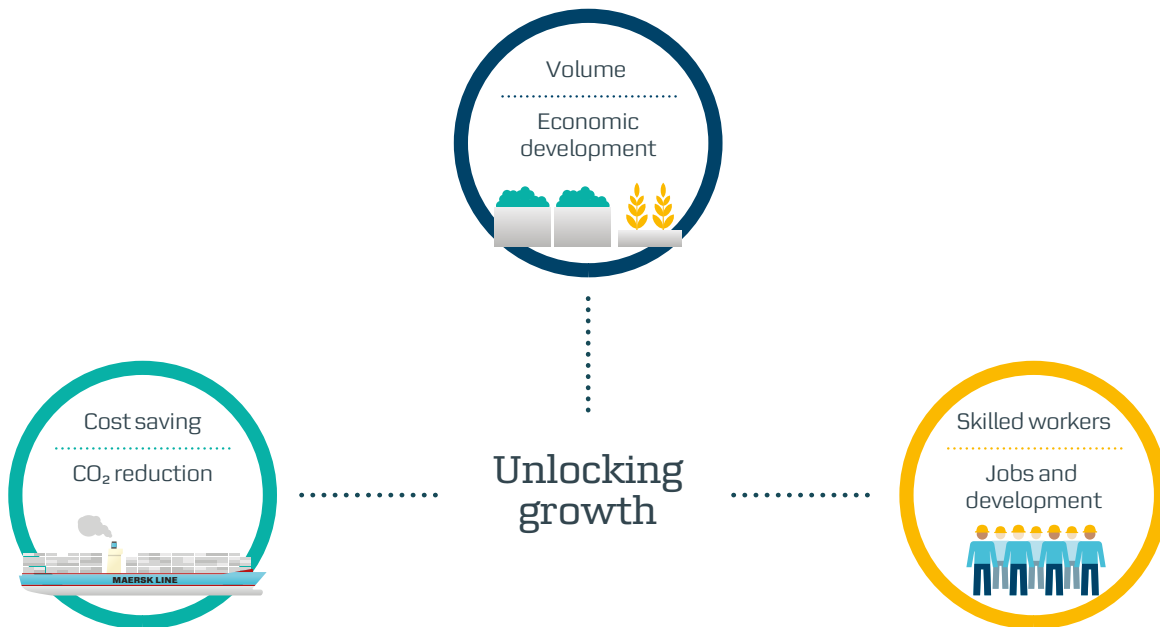 Volume
Economic
development
Cost saving
CO₂ reduction
MAERSK LINE
Unlocking
growth
Skilled workers
Jobs and
development